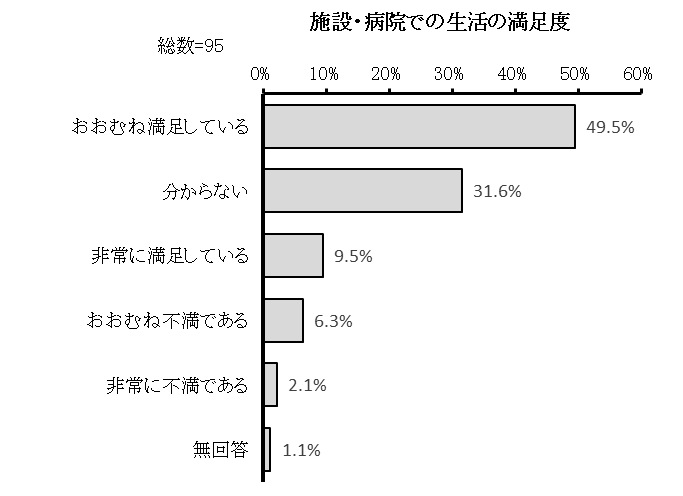 施設・病院での生活の満足度
総数=95
0% 10% 20% 30% 40% 50% 60%
おおむね満足している 49.5%
分からない 31.6%
非常に満足している 9.5%
おおむね不満である 6.3%
非常に不満である 2.1%
無回答 1.1%